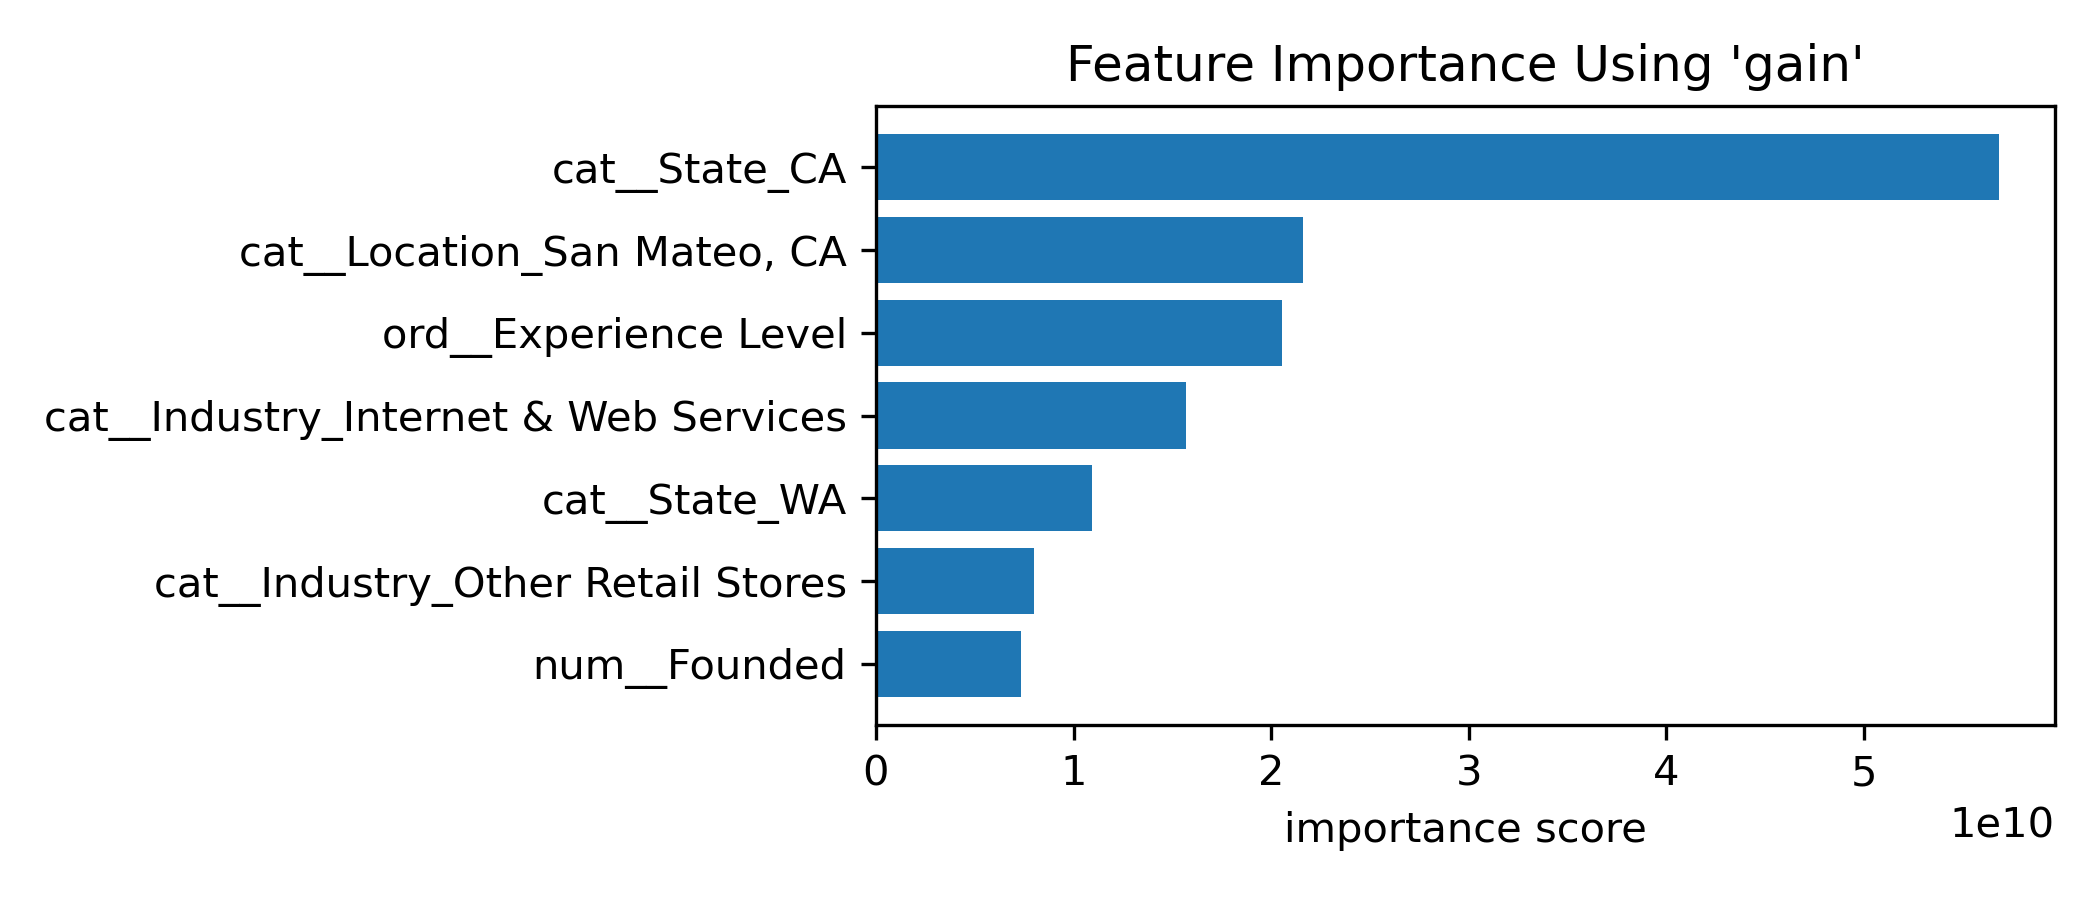 Feature Importance Using 'gain'
cat__State_CA
cat__Location_San Mateo, CA
ord__Experience Level
cat__Industry_Internet & Web Services
cat__State_WA
cat__Industry_Other Retail Stores
num__Founded
0 1 2 3 4 5
1e10
importance score